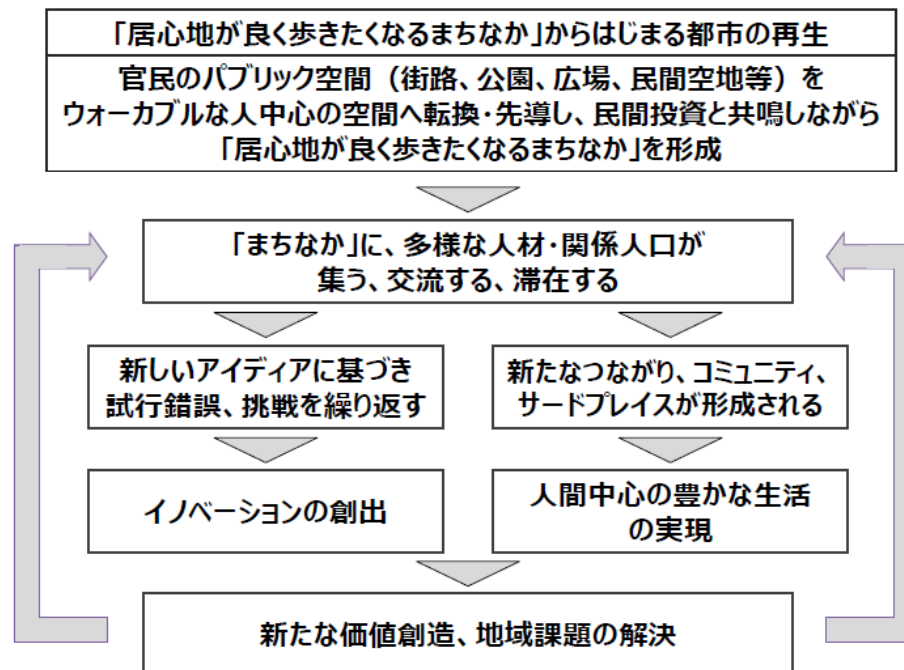 「居心地が良く歩きたくなるまちなか」からはじまる都市の再生
官民のパブリック空間（街路、公園、広場、民間空地等）を
ウォーカブルな人中心の空間へ転換・先導し、民間投資と共鳴しながら
「居心地が良く歩きたくなるまちなか」を形成
「まちなか」に、多様な人材・関係人口が
集う、交流する、滞在する
新しいアイディアに基づき
試行錯誤、挑戦を繰り返す
新たなつながり、コミュニティ、
サードプレイスが形成される
イノベーションの創出
人間中心の豊かな生活
の実現
新たな価値創造、地域課題の解決